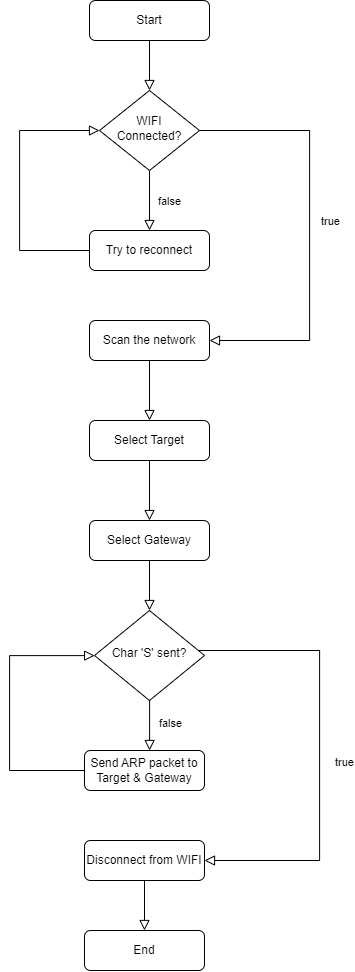 Start
WIFI
Connected?
false
true
Try to reconnect
Scan the network
Select Target
Select Gateway
Char 'S' sent?
false
true
Send ARP packet to
Target & Gateway
Disconnect from WIFI
End